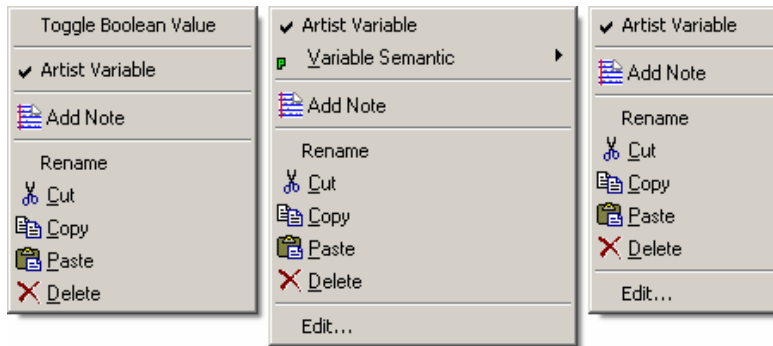 Toggle Boolean Value
Artist Variable
Add Note
Rename
Cut
Copy
Paste
Delete
Artist Variable
Variable Semantic
Add Note
Rename
Cut
Copy
Paste
Delete
Edit...
Artist Variable
Add Note
Rename
Cut
Copy
Paste
Delete
Edit...